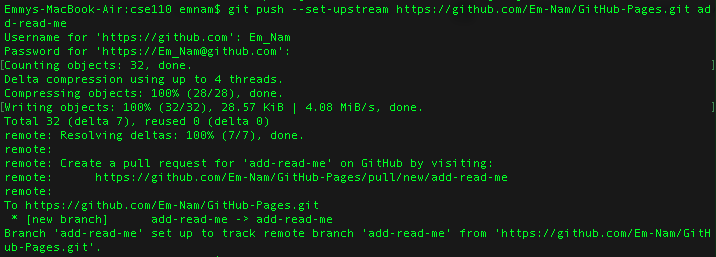 Emmys-MacBook-Air:cse110 emnam$ git push --set-upstream https://github.com/Em-Nam/GitHub-Pages.git ad
d-read-me
Username for 'https://github.com': Em_Nam
Password for 'https://Em_Nam@github.com':
[Counting objects: 32, done.                                                                        ]
Delta compression using up to 4 threads.
Compressing objects: 100% (28/28), done.
[Writing objects: 100% (32/32), 28.57 KiB | 4.08 MiB/s, done.                                       ]
Total 32 (delta 7), reused 0 (delta 0)
remote: Resolving deltas: 100% (7/7), done.
remote:
remote: Create a pull request for 'add-read-me' on GitHub by visiting:
remote:      https://github.com/Em-Nam/GitHub-Pages/pull/new/add-read-me
remote:
To https://github.com/Em-Nam/GitHub-Pages.git
 * [new branch]      add-read-me -> add-read-me
Branch 'add-read-me' set up to track remote branch 'add-read-me' from 'https://github.com/Em-Nam/GitH
ub-Pages.git'.